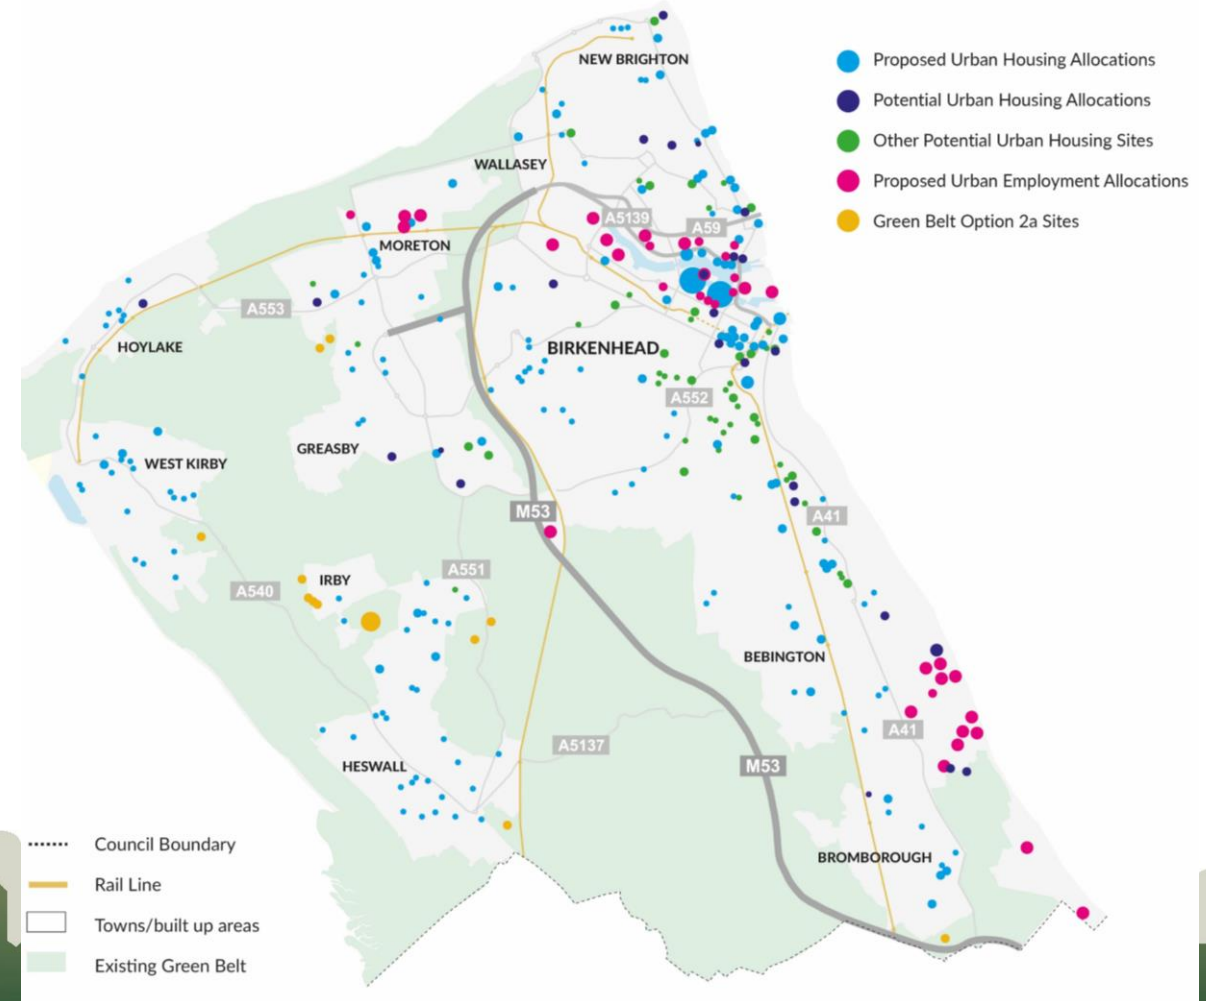 NEW BRIGHTON
Proposed Urban Housing Allocations
Potential Urban Housing Allocations
Other Potential Urban Housing Sites
Proposed Urban Employment Allocations
Green Belt Option 2a Sites
WALLASEY
A5139
A59
MORETON
A553
HOYLAKE
BIRKENHEAD
A552
GREASBY
WEST KIRBY
M53
A41
A551
IRBY
A540
BEBINGTON
A41
A5137
HESWALL
M53
BROMBOROUGH
Council Boundary
Rail Line
Towns/built up areas
Existing Green Belt